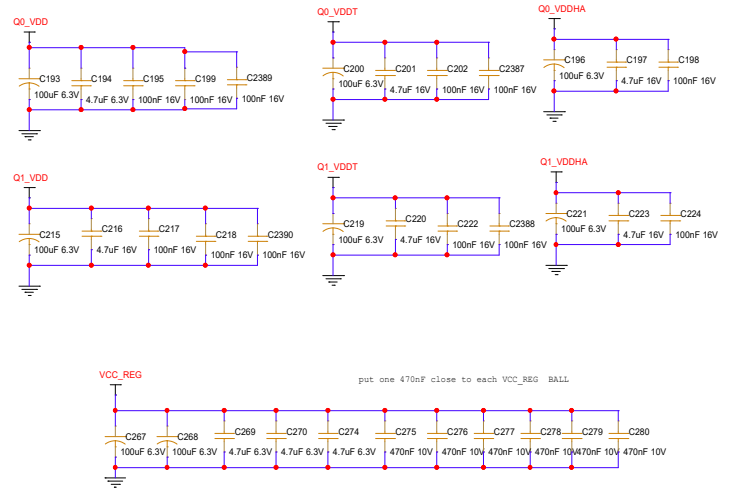 Q0_VDD
C193
100uF 6.3V
C194
4.7uF 6.3V
C195
100nF 16V
C199
100nF 16V
C2389
100nF 16V
Q0_VDDT
C200
100uF 6.3V
C201
4.7uF 16V
C202
100nF 16V
C2387
100nF 16V
Q0_VDDHA
C196
100uF 6.3V
C197
4.7uF 16V
C198
100nF 16V
Q1_VDD
C215
100uF 6.3V
C216
4.7uF 16V
C217
100nF 16V
C218
100nF 16V
C2390
100nF 16V
Q1_VDDT
C219
100uF 6.3V
C220
4.7uF 16V
C222
100nF 16V
C2388
100nF 16V
Q1_VDDHA
C221
100uF 6.3V
C223
4.7uF 16V
C224
100nF 16V
VCC_REG
put one 470nF close to each VCC_REG BALL
C267
100uF 6.3V
C268
100uF 6.3V
C269
4.7uF 6.3V
C270
4.7uF 6.3V
C274
4.7uF 6.3V
C275
470nF 10V
C276
470nF 10V
C277
470nF 10V
C278
470nF 10V
C279
470nF 10V
C280
470nF 10V